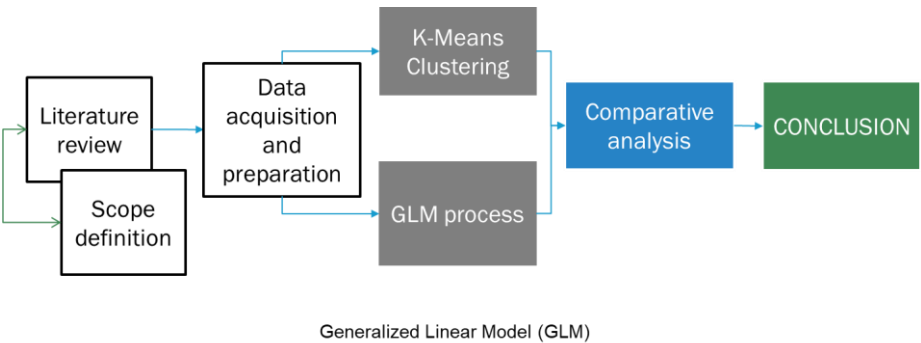 Literature
review
Scope
definition
Data
acquisition
and
preparation
K-Means
Clustering
GLM process
Comparative
analysis
CONCLUSION
Generalized Linear Model (GLM)